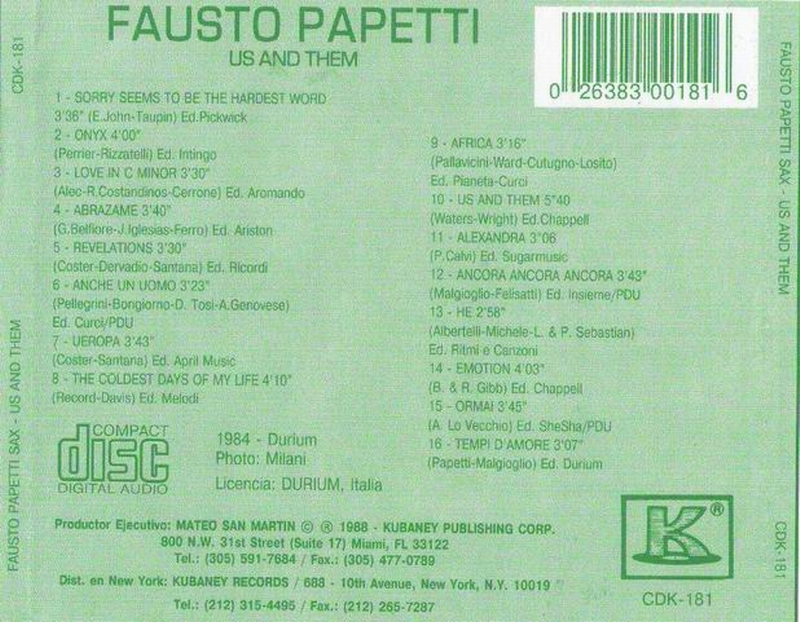 FAUSTO PAPETTI
US AND THEM
CDK-181
FAUSTO PAPETTI SAX - US AND THEM
1 - SORRY SEEMS TO BE THE HARDEST WORD
3'36" (E.John-Taupin) Ed.Pickwick
2 - ONYX 4'00"
(Perrier-Rizzatelli) Ed. Intingo
3 - LOVE IN C MINOR 3'30"
(Alec-R.Costandinos-Cerrone) Ed. Aromando
4 - ABRAZAME 3'40"
(G.Belfiore-J.Iglesias-Ferro) Ed. Ariston
5 - REVELATIONS 3'30"
(Coster-Dervadio-Santana) Ed. Ricordi
6 - ANCHE UN UOMO 3'23"
(Pellegrini-Bongiorno-D. Tosi-A.Genovese)
Ed. Curci/PDU
7 - UEROPA 3'43"
(Coster-Santana) Ed. April Music
8 - THE COLDEST DAYS OF MY LIFE 4'10"
(Record-Davis) Ed. Melodi
9 - AFRICA 3'16"
(Pallavicini-Ward-Cutugno-Losito)
Ed. Pianeta-Curci
10 - US AND THEM 5"40
(Waters-Wright) Ed.Chappell
11 - ALEXANDRA 3"06
(P.Calvi) Ed. Sugarmusic
12 - ANCORA ANCORA ANCORA 3'43"
(Malgioglio-Felisatti) Ed. Insieme/PDU
13 - HE 2'58"
(Albertelli-Michele-L. & P. Sebastian)
Ed. Ritmi e Canzoni
14 - EMOTION 4'03"
(B. & R. Gibb) Ed. Chappell
15 - ORMAI 3'45"
(A. Lo Vecchio) Ed. SheSha/PDU
16 - TEMPI D'AMORE 3'07"
(Papetti-Malgioglio) Ed. Durium
COMPACT
disc
DIGITAL AUDIO
1984 - Durium
Photo: Milani
Licencia: DURIUM, Italia
Productor Ejecutivo: MATEO SAN MARTIN © ® 1988 - KUBANEY PUBLISHING CORP.
800 N.W. 31st Street (Suite 17) Miami, FL 33122
Tel.: (305) 591-7684 / Fax.: (305) 477-0789
Dist. en New York: KUBANEY RECORDS / 688 - 10th Avenue, New York, N.Y. 10019
Tel.: (212) 315-4495 / Fax.: (212) 265-7287
0 26383 00181 6
K®
CDK-181
FAUSTO PAPETTI SAX - US AND THEM
CDK-181